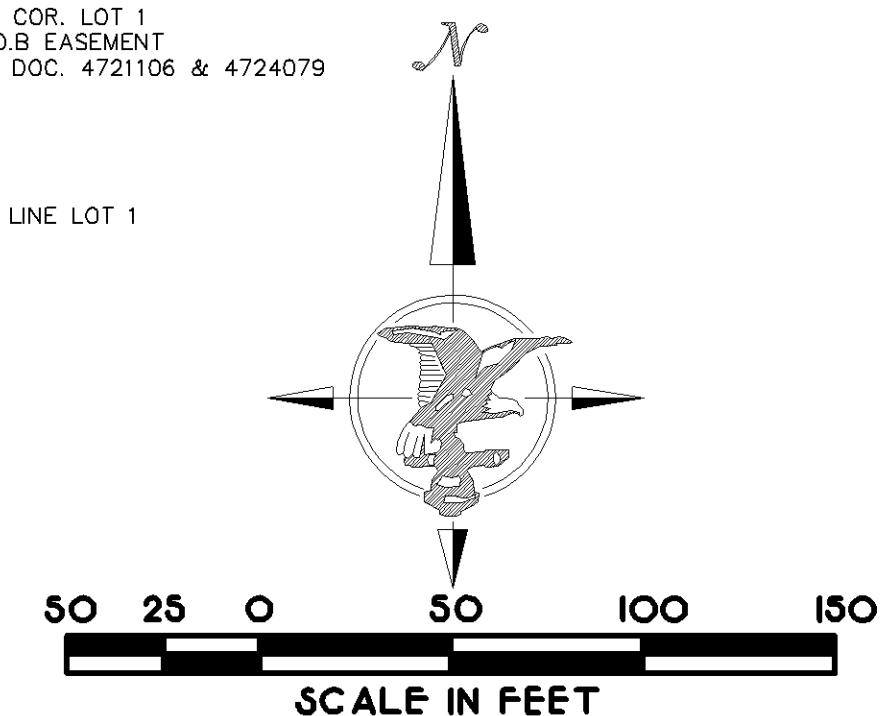 COR. LOT 1
O.B EASEMENT
DOC. 4721106 & 4724079
N
LINE LOT 1
50 25 0 50 100 150
SCALE IN FEET